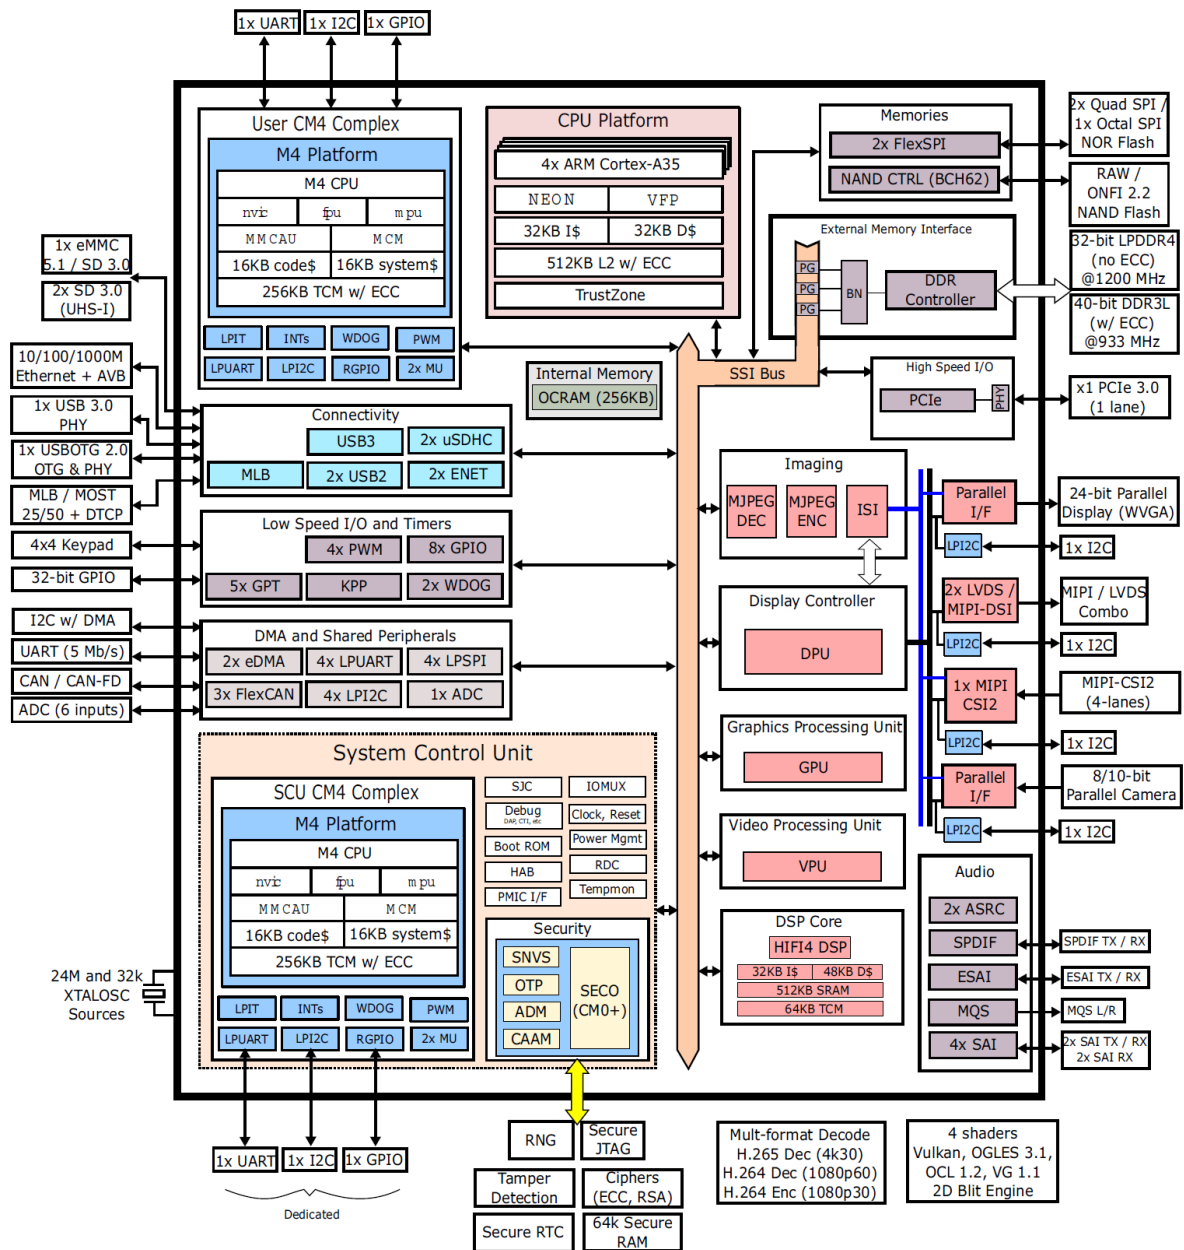 1x UART
1x I2C
1x GPIO
User CM4 Complex
M4 Platform
M4 CPU
nvic
fpu
mpu
MMCAU
MCM
16KB code$
16KB system$
256KB TCM w/ ECC
LPIT
INTs
WDOG
PWM
LPUART
LPI2C
RGPIO
2x MU
CPU Platform
4x ARM Cortex-A35
NEON
VFP
32KB I$
32KB D$
512KB L2 w/ ECC
TrustZone
Internal Memory
OCRAM (256KB)
SSI Bus
Memories
2x FlexSPI
NAND CTRL (BCH62)
2x Quad SPI /
1x Octal SPI
NOR Flash
RAW /
ONFI 2.2
NAND Flash
External Memory Interface
PG
PG
PG
BN
DDR
Controller
32-bit LPDDR4
(no ECC)
@1200 MHz
40-bit DDR3L
(w/ ECC)
@933 MHz
High Speed I/O
PCIe
PHY
x1 PCIe 3.0
(1 lane)
1x eMMC
5.1 / SD 3.0
2x SD 3.0
(UHS-I)
10/100/1000M
Ethernet + AVB
1x USB 3.0
PHY
1x USBOTG 2.0
OTG & PHY
MLB / MOST
25/50 + DTCP
4x4 Keypad
32-bit GPIO
I2C w/ DMA
UART (5 Mb/s)
CAN / CAN-FD
ADC (6 inputs)
Connectivity
USB3
2x uSDHC
MLB
2x USB2
2x ENET
Low Speed I/O and Timers
4x PWM
8x GPIO
5x GPT
KPP
2x WDOG
DMA and Shared Peripherals
2x eDMA
4x LPUART
4x LPSPI
3x FlexCAN
4x LPI2C
1x ADC
Imaging
MJPEG
DEC
MJPEG
ENC
ISI
Display Controller
DPU
Graphics Processing Unit
GPU
Video Processing Unit
VPU
DSP Core
HIFI4 DSP
32KB I$
48KB D$
512KB SRAM
64KB TCM
Parallel
I/F
LPI2C
24-bit Parallel
Display (WVGA)
1x I2C
2x LVDS /
MIPI-DSI
LPI2C
MIPI / LVDS
Combo
1x I2C
1x MIPI
CSI2
LPI2C
MIPI-CSI2
(4-lanes)
1x I2C
Parallel
I/F
LPI2C
8/10-bit
Parallel Camera
1x I2C
Audio
2x ASRC
SPDIF
ESAI
MQS
4x SAI
SPDIF TX / RX
ESAI TX / RX
MQS L/R
2x SAI TX / RX
2x SAI RX
System Control Unit
SCU CM4 Complex
M4 Platform
M4 CPU
nvic
fpu
mpu
MMCAU
MCM
16KB code$
16KB system$
256KB TCM w/ ECC
LPIT
INTs
WDOG
PWM
LPUART
LPI2C
RGPIO
2x MU
SJC
IOMUX
Debug
DAP, CTI, etc
Clock, Reset
Boot ROM
Power Mgmt
HAB
RDC
PMIC I/F
Tempmon
Security
SNVS
OTP
ADM
CAAM
SECO
(CM0+)
24M and 32k
XTALOSC
Sources
1x UART
1x I2C
1x GPIO
Dedicated
RNG
Secure
JTAG
Tamper
Detection
Ciphers
(ECC, RSA)
Secure RTC
64k Secure
RAM
Mult-format Decode
H.265 Dec (4k30)
H.264 Dec (1080p60)
H.264 Enc (1080p30)
4 shaders
Vulkan, OGLES 3.1,
OCL 1.2, VG 1.1
2D Blit Engine